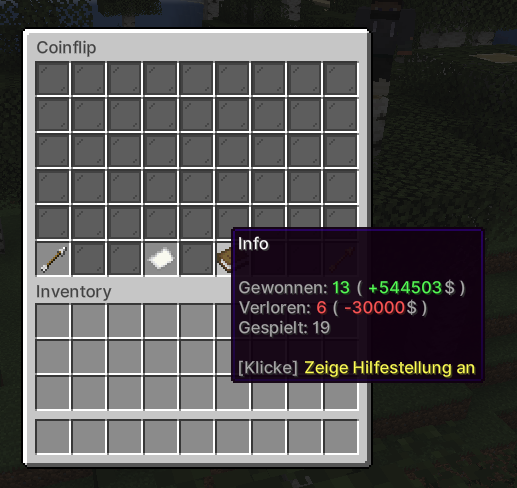 Coinflip
Info
Gewonnen: 13 ( +544503$ )
Verloren: 6 ( -30000$ )
Gespielt: 19
Inventory
[Klicke] Zeige Hilfestellung an